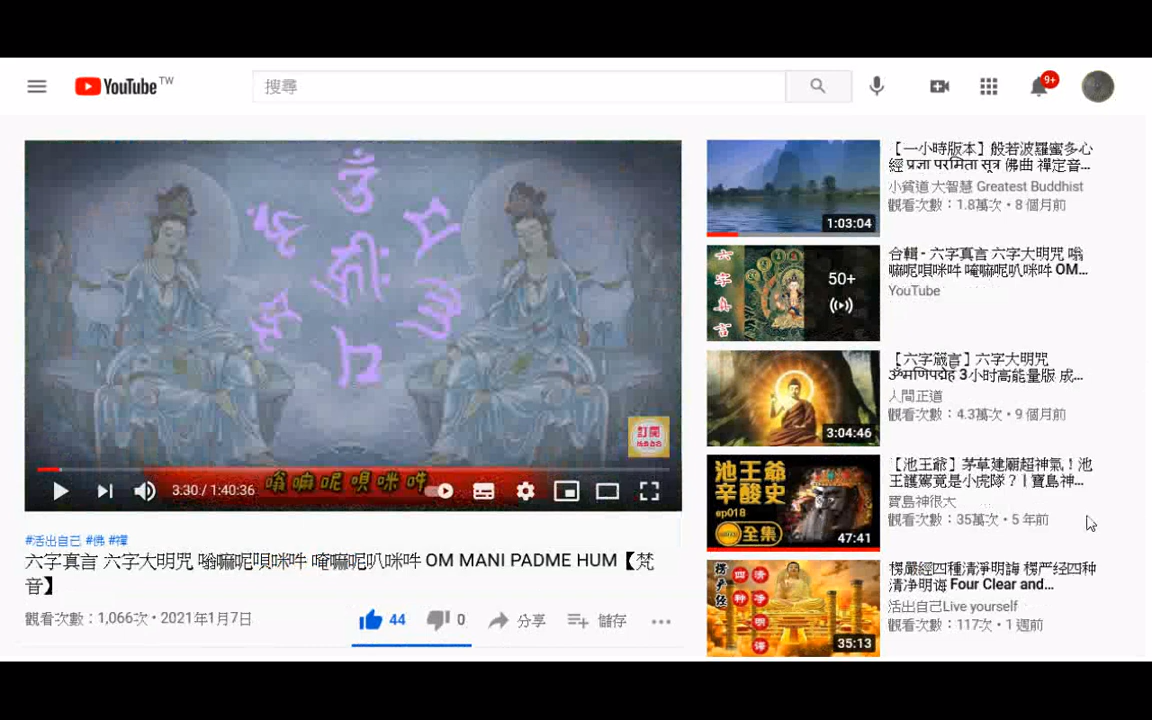 YouTube TW
搜尋
9+
嗡嘛呢唄咪吽
訂閱
3:30 / 1:40:36
#活出自己 #佛 #禪
六字真言 六字大明咒 嗡嘛呢唄咪吽 唵嘛呢叭咪吽 OM MANI PADME HUM【梵
音】
觀看次數：1,066次 • 2021年1月7日
44
0
分享
儲存
1:03:04
【一小時版本】般若波羅蜜多心
經 प्रज्ञा पारमिता सूत्र 佛曲 禪定音...
小貧道 大智慧 Greatest Buddhist
觀看次數：1.8萬次 • 8 個月前
六字真言
50+
合輯 - 六字真言 六字大明咒 嗡
嘛呢唄咪吽 唵嘛呢叭咪吽 OM...
YouTube
3:04:46
【六字箴言】六字大明咒
3小时高能量版 成...
人間正道
觀看次數：4.3萬次 • 9 個月前
池王爺
辛酸史
ep018
全集
47:41
【池王爺】茅草建廟超神氣！池
王護駕竟是小虎隊？ | 寶島神...
寶島神很大
觀看次數：35萬次 • 5 年前
楞严经
四種清淨明誨
35:13
楞嚴經四種清淨明誨 楞严经四种
清净明诲 Four Clear and...
活出自己Live yourself
觀看次數：117次 • 1 週前